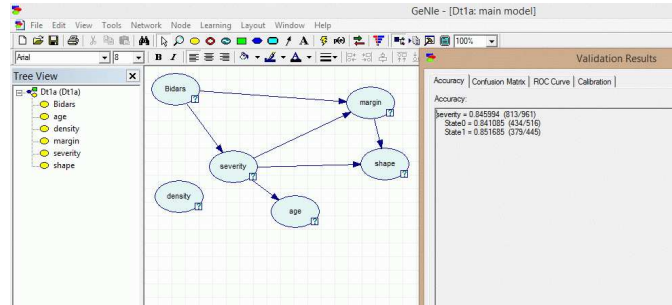 GeNIe - [Dt1a: main model]
File Edit View Tools Network Node Learning Layout Window Help
100%
Arial 8 B I A
Tree View
Dt1a (Dt1a)
Bidars
age
density
margin
severity
shape
Bidars
margin
severity
shape
density
age
Validation Results
Accuracy Confusion Matrix ROC Curve Calibration
Accuracy:
severity = 0.845994 (813/961)
State0 = 0.841085 (434/516)
State1 = 0.851685 (379/445)